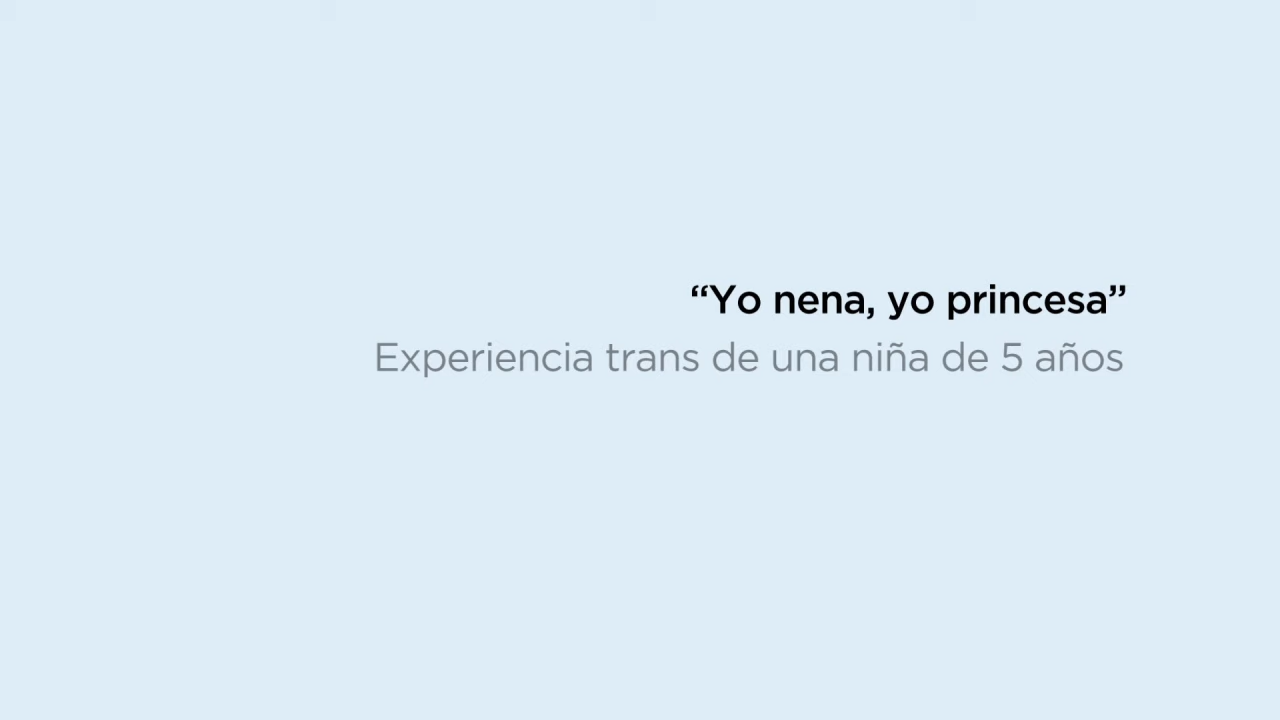 “Yo nena, yo princesa”
Experiencia trans de una niña de 5 años